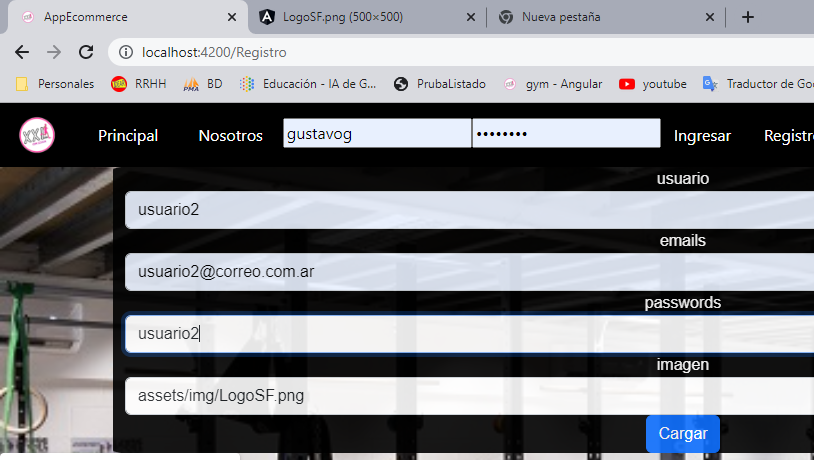 AppEcommerce
LogoSF.png (500×500)
Nueva pestaña
localhost:4200/Registro
Personales
RRHH
BD
Educación - IA de G...
PrubaListado
gym - Angular
youtube
Traductor de Goo
XXL
Principal
Nosotros
gustavog
••••••••
Ingresar
Registr
usuario
usuario2
emails
usuario2@correo.com.ar
passwords
usuario2
imagen
assets/img/LogoSF.png
Cargar